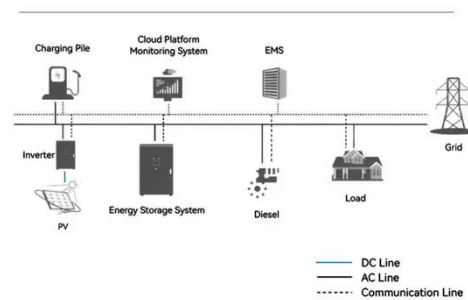 Charging Pile
Cloud Platform
Monitoring System
EMS
Grid
Inverter
PV
Energy Storage System
Diesel
Load
DC Line
AC Line
Communication Line